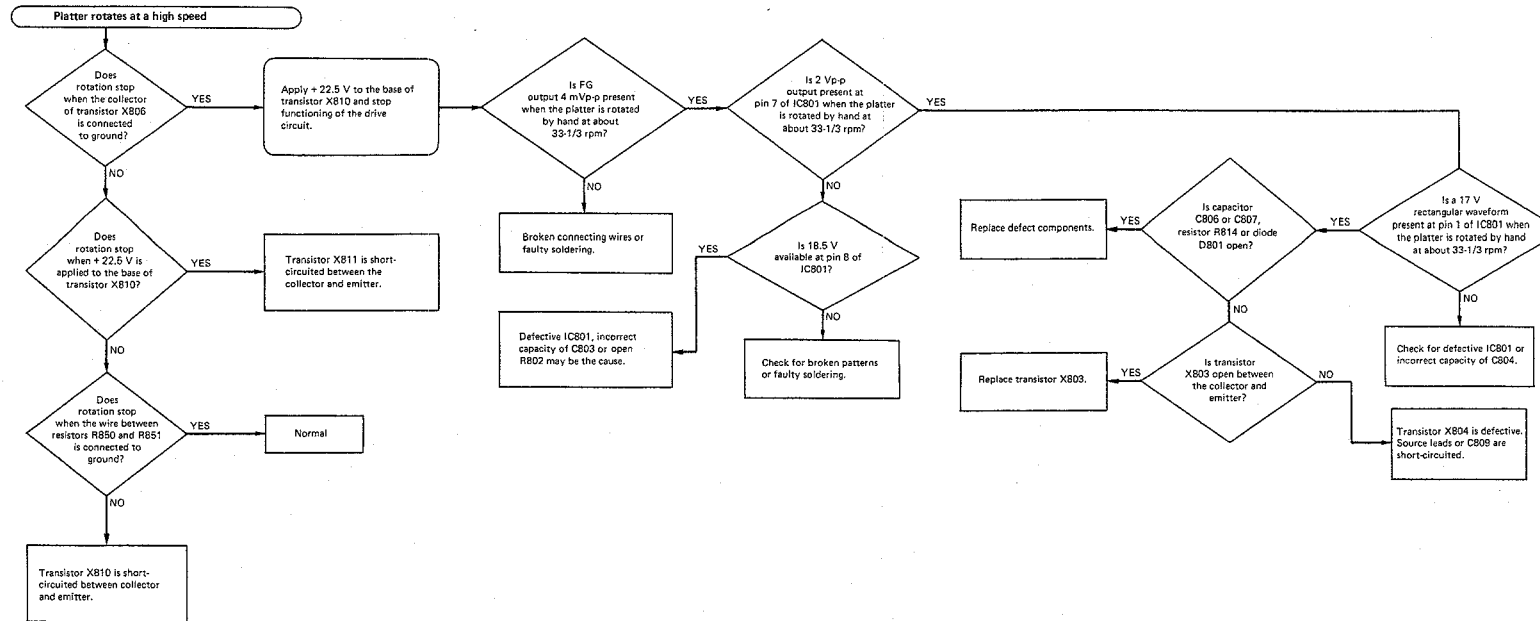 Platter rotates at a high speed
Does
rotation stop
when the collector
of transistor X806
is connected
to ground?
YES
NO
Apply + 22.5 V to the base of
transistor X810 and stop
functioning of the drive
circuit.
Is FG
output 4 mVp-p present
when the platter is rotated
by hand at about
33-1/3 rpm?
YES
NO
Broken connecting wires or
faulty soldering.
Is 2 Vp-p
output present at
pin 7 of IC801 when the platter
is rotated by hand at
about 33-1/3 rpm?
YES
NO
Is 18.5 V
available at pin 8 of
IC801?
YES
NO
Defective IC801, incorrect
capacity of C803 or open
R802 may be the cause.
Check for broken patterns
or faulty soldering.
Is a 17 V
rectangular waveform
present at pin 1 of IC801 when
the platter is rotated by hand
at about 33-1/3 rpm?
YES
NO
Check for defective IC801 or
incorrect capacity of C804.
Is capacitor
C806 or C807,
resistor R814 or diode
D801 open?
YES
NO
Replace defect components.
Is transistor
X803 open between
the collector and
emitter?
YES
NO
Replace transistor X803.
Transistor X804 is defective.
Source leads or C809 are
short-circuited.
Does
rotation stop
when + 22.5 V is
applied to the base of
transistor X810?
YES
NO
Transistor X811 is short-
circuited between the
collector and emitter.
Does
rotation stop
when the wire between
resistors R850 and R851
is connected to
ground?
YES
NO
Normal
Transistor X810 is short-
circuited between collector
and emitter.